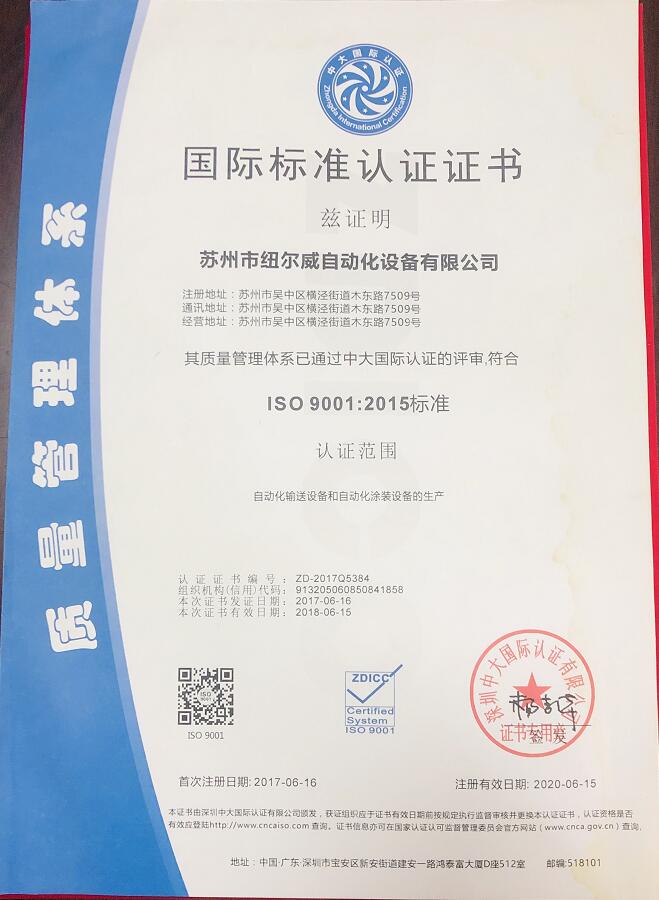 中大国际认证
Zhongda International Certification
国际标准认证证书
兹证明
苏州市纽尔威自动化设备有限公司
注册地址：苏州市吴中区横泾街道木东路7509号
通讯地址：苏州市吴中区横泾街道木东路7509号
经营地址：苏州市吴中区横泾街道木东路7509号
其质量管理体系已通过中大国际认证的评审,符合
ISO 9001:2015标准
认证范围
自动化输送设备和自动化涂装设备的生产
质量管理体系
认证证书编号：ZD-2017Q5384
组织机构(信用)代码：913205060850841858
本次证书发证日期：2017-06-16
本次证书有效日期：2018-06-15
ISO 9001
ISO 9001
ZDICC
Certified
System
ISO 9001
深圳中大国际认证有限公司
证书专用章
签发
首次注册日期: 2017-06-16
注册有效日期: 2020-06-15
本证书由深圳中大国际认证有限公司颁发，获证组织应于证书有效日期前按规定执行监督审核并更换本认证证书，认证资格是否
有效应登陆http://www.cncaiso.com 查询。证书信息亦可在国家认证认可监督管理委员会官方网站（www.cnca.gov.cn）查询。
地址：中国·广东·深圳市宝安区新安街道建安一路鸿泰富大厦D座512室 邮编:518101